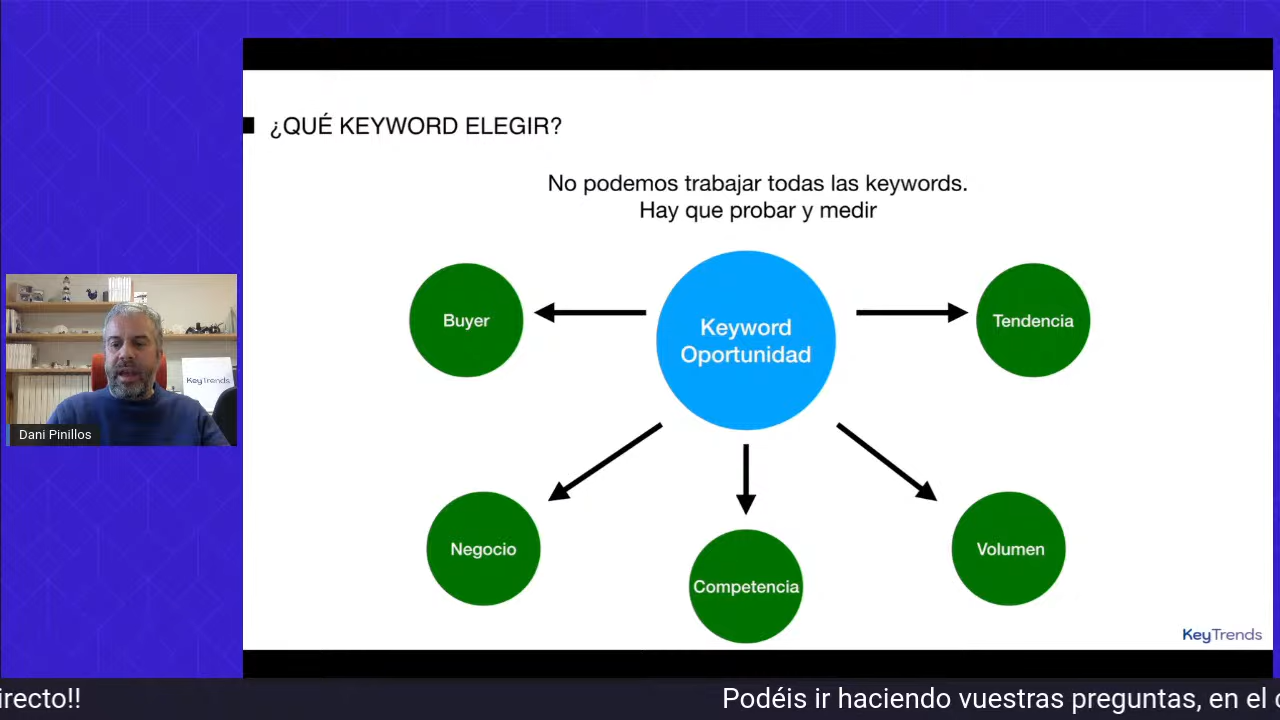 ¿QUÉ KEYWORD ELEGIR?
No podemos trabajar todas las keywords.
Hay que probar y medir
Buyer
Keyword
Oportunidad
Tendencia
KeyTrends
Dani Pinillos
Negocio
Competencia
Volumen
KeyTrends
irecto!!
Podéis ir haciendo vuestras preguntas, en el